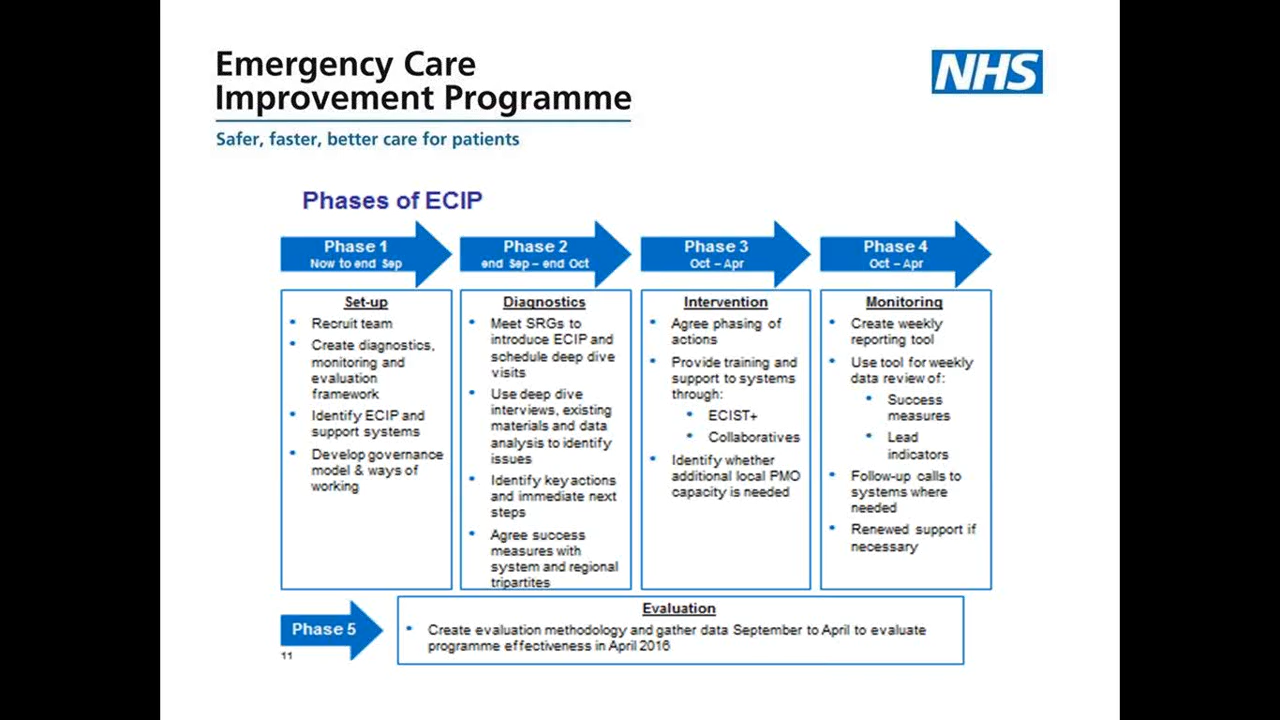 Emergency Care
Improvement Programme
NHS
Safer, faster, better care for patients
Phases of ECIP
Phase 1
Now to end Sep
Set-up
• Recruit team
• Create diagnostics,
monitoring and
evaluation
framework
• Identify ECIP and
support systems
• Develop governance
model & ways of
working
Phase 2
end Sep – end Oct
Diagnostics
• Meet SRGs to
introduce ECIP and
schedule deep dive
visits
• Use deep dive
interviews, existing
materials and data
analysis to identify
issues
• Identify key actions
and immediate next
steps
• Agree success
measures with
system and regional
tripartites
Phase 3
Oct – Apr
Intervention
• Agree phasing of
actions
• Provide training and
support to systems
through:
• ECIST+
• Collaboratives
• Identify whether
additional local PMO
capacity is needed
Phase 4
Oct – Apr
Monitoring
• Create weekly
reporting tool
• Use tool for weekly
data review of:
• Success
measures
• Lead
indicators
• Follow-up calls to
systems where
needed
• Renewed support if
necessary
Phase 5
Evaluation
• Create evaluation methodology and gather data September to April to evaluate
programme effectiveness in April 2016
11